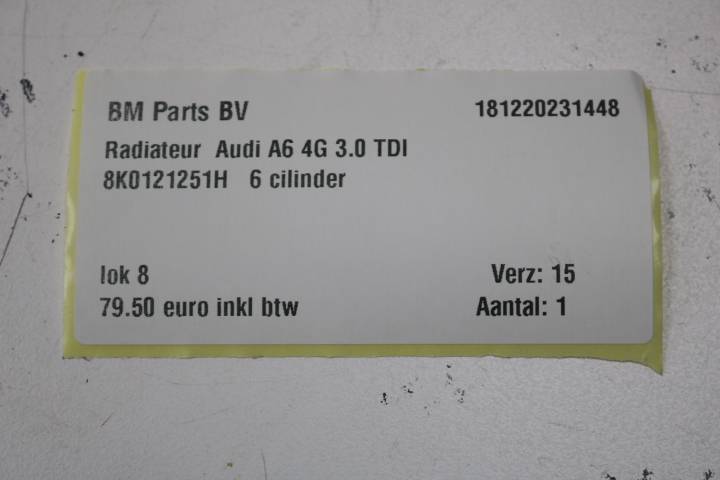 BM Parts BV 181220231448
Radiateur Audi A6 4G 3.0 TDI
8K0121251H 6 cilinder
lok 8 Verz: 15
79.50 euro inkl btw Aantal: 1